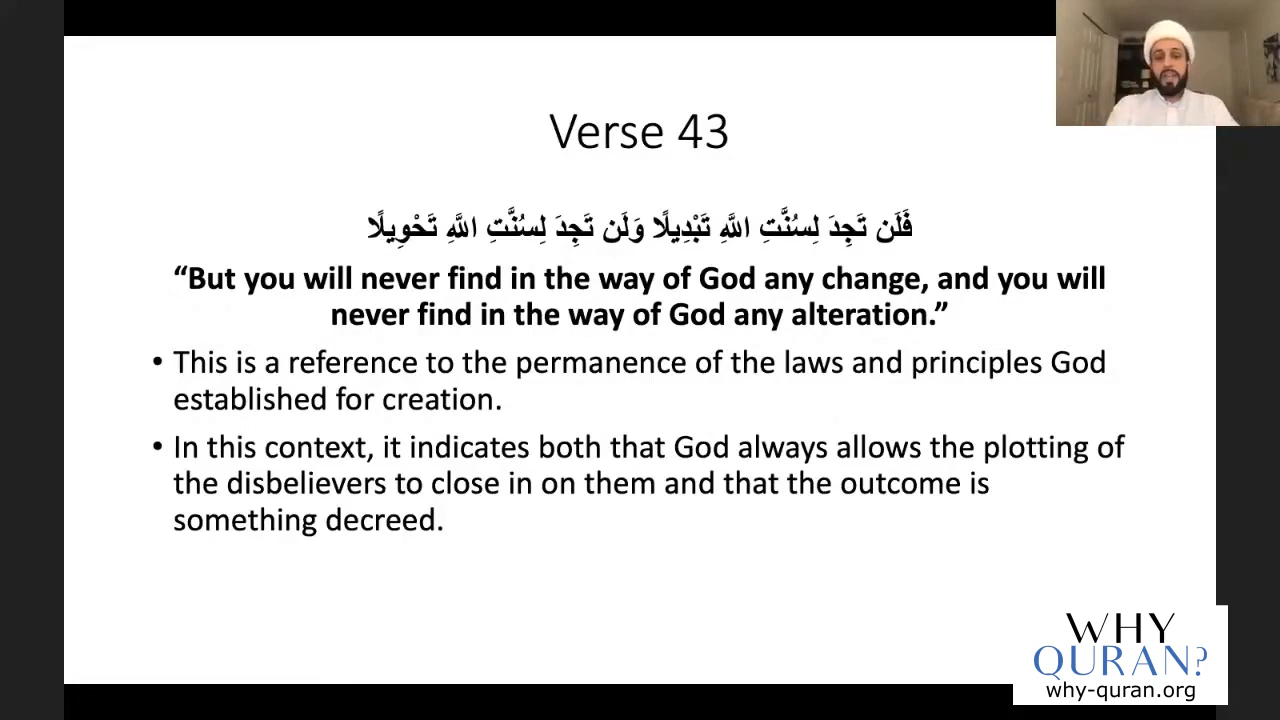 Verse 43
فَلَن تَجِدَ لِسُنَّتِ اللَّهِ تَبْدِيلًا وَلَن تَجِدَ لِسُنَّتِ اللَّهِ تَحْوِيلًا
“But you will never find in the way of God any change, and you will
never find in the way of God any alteration.”
• This is a reference to the permanence of the laws and principles God
established for creation.
• In this context, it indicates both that God always allows the plotting of
the disbelievers to close in on them and that the outcome is
something decreed.
WHY
QURAN?
why-quran.org